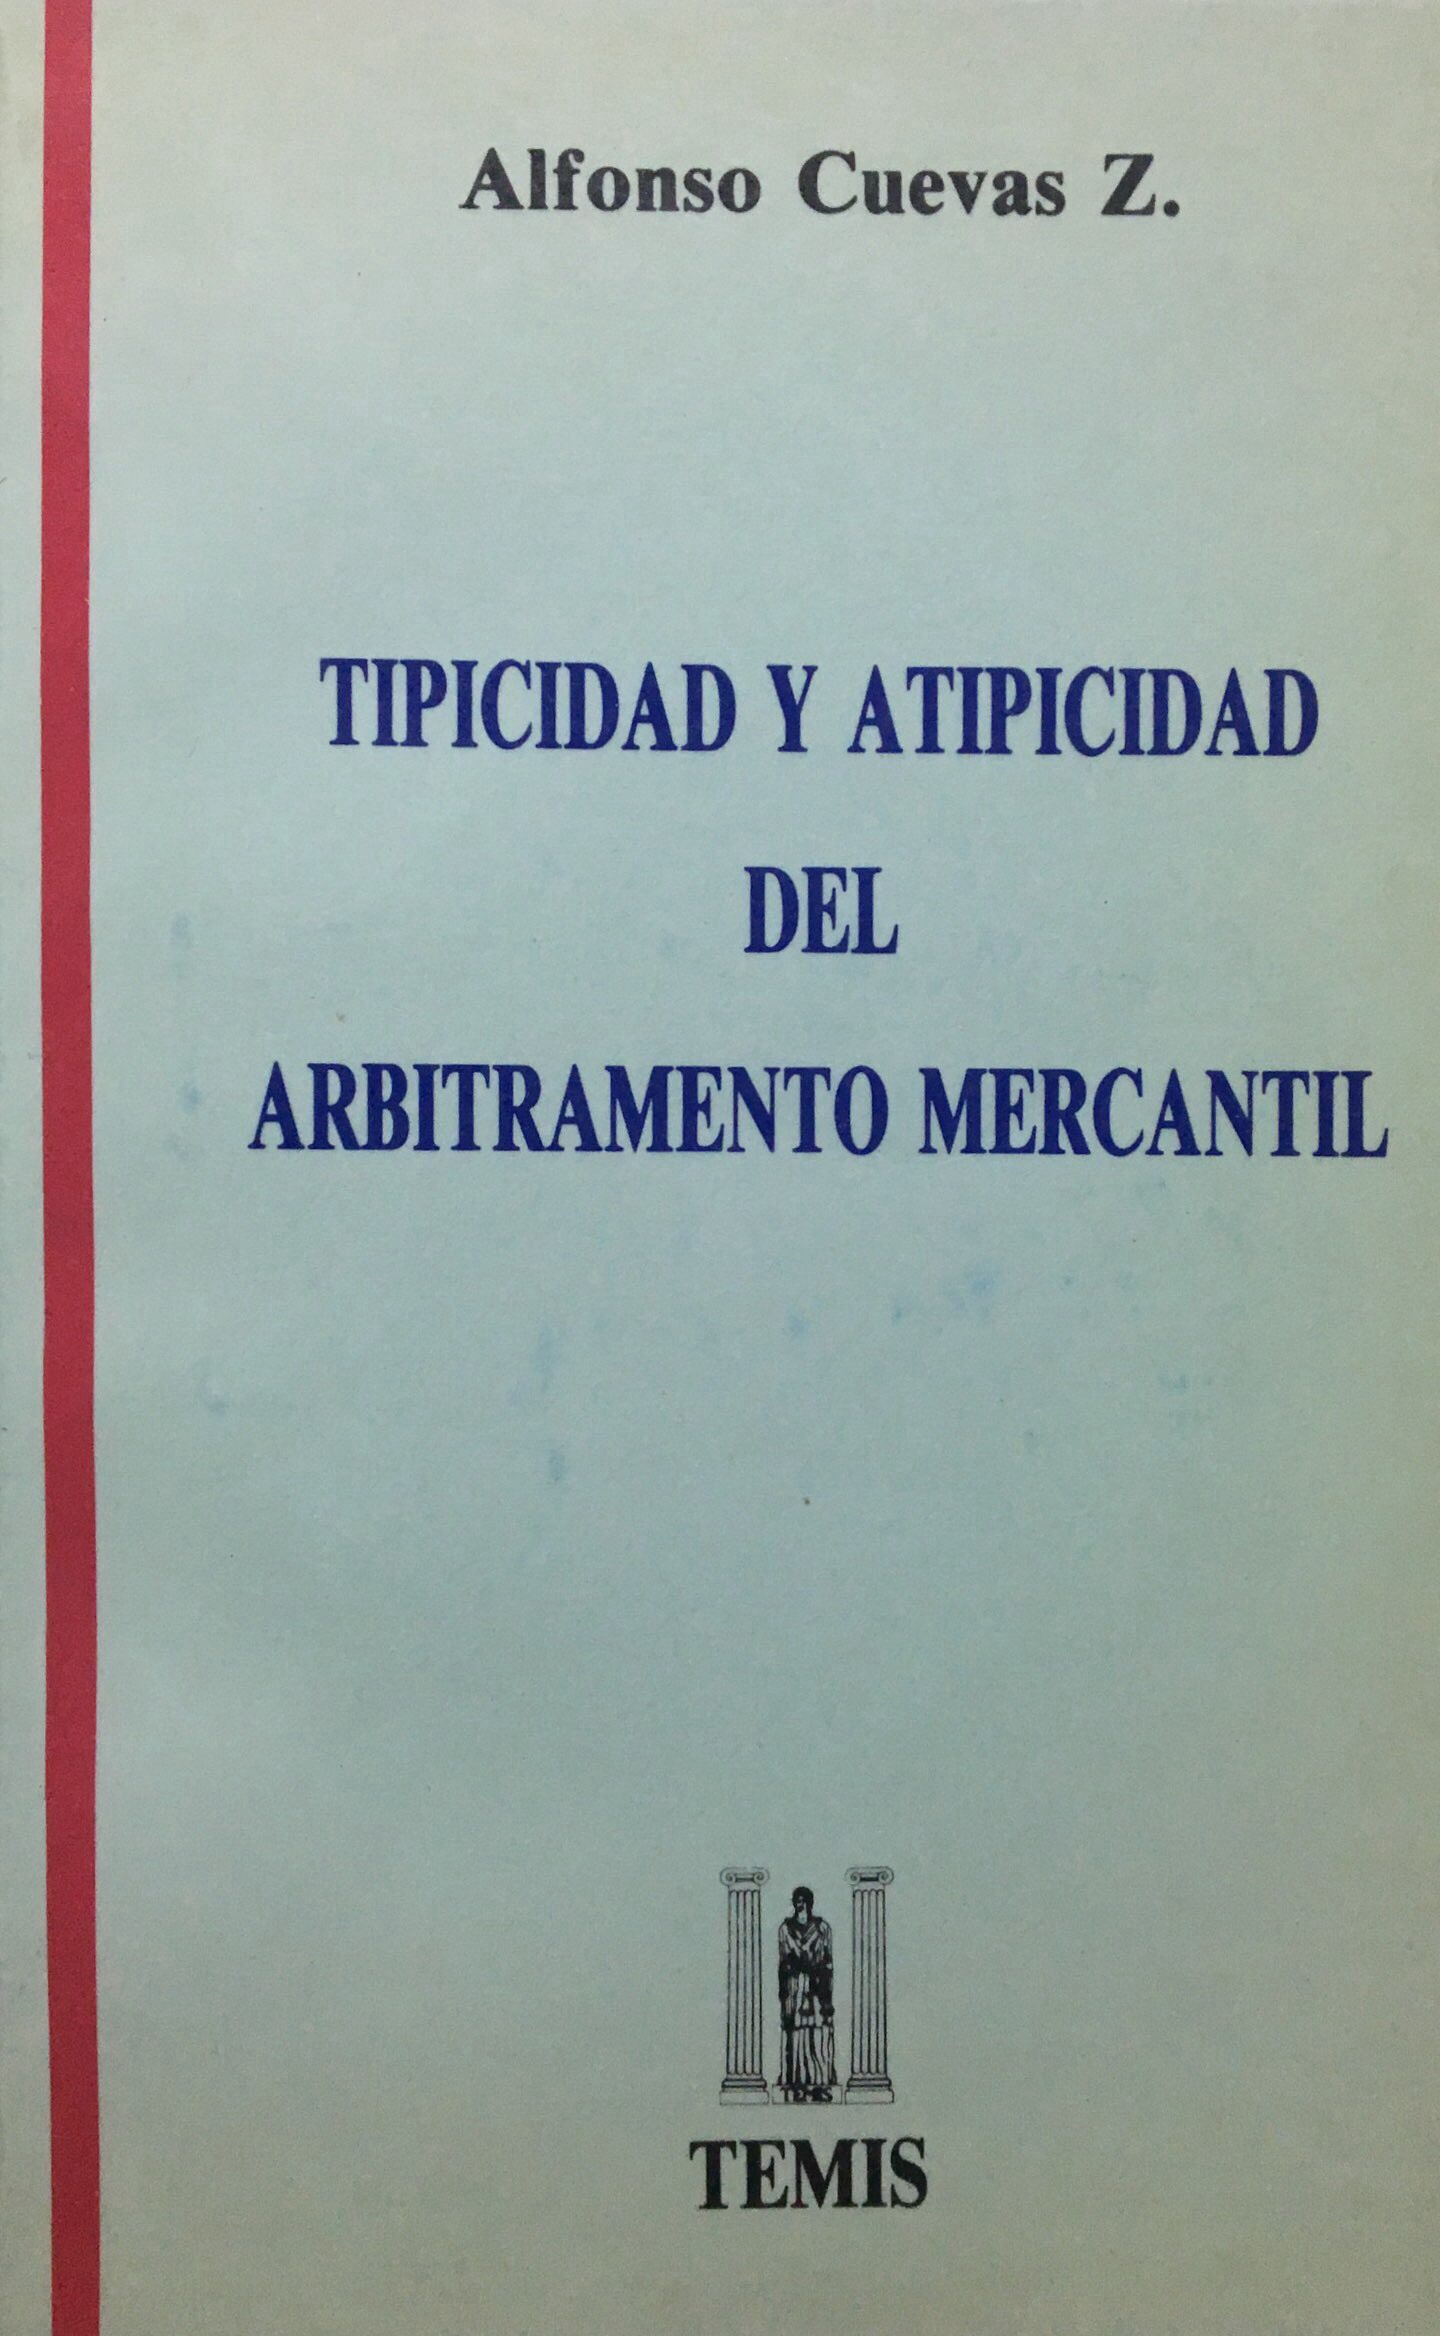 Alfonso Cuevas Z.
TIPICIDAD Y ATIPICIDAD
DEL
ARBITRAMENTO MERCANTIL
TEMIS
TEMIS